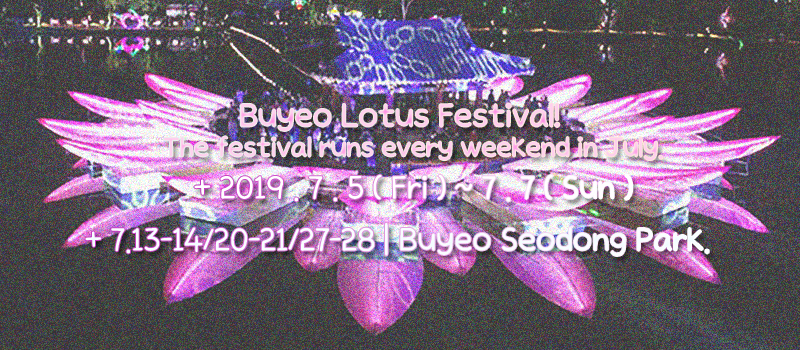 Buyeo Lotus Festival!
The festival runs every weekend in July
+ 2019 . 7 . 5 ( Fri ) ~ 7 . 7 ( Sun )
+ 7.13-14/20-21/27-28 | Buyeo Seodong Park.